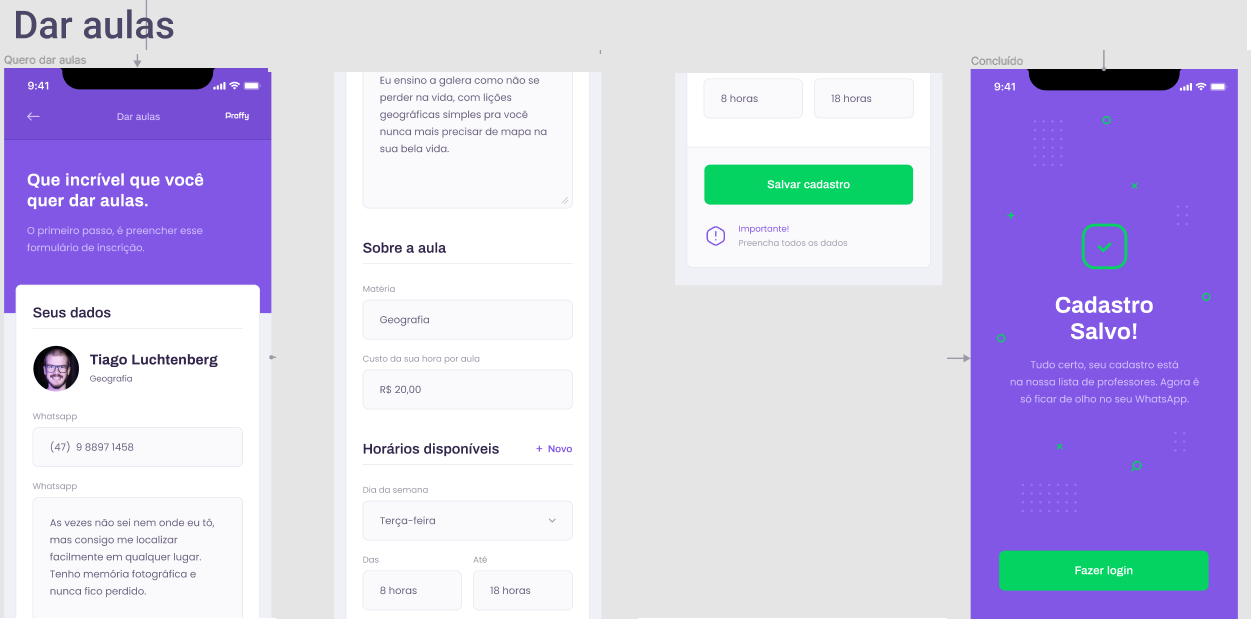 Dar aulas
Quero dar aulas
9:41
Dar aulas
Proffy
Que incrível que você
quer dar aulas.
O primeiro passo, é preencher esse
formulário de inscrição.
Seus dados
Tiago Luchtenberg
Geografia
Whatsapp
(47) 9 8897 1458
Whatsapp
As vezes não sei nem onde eu tô,
mas consigo me localizar
facilmente em qualquer lugar.
Tenho memória fotográfica e
nunca fico perdido.
Eu ensino a galera como não se
perder na vida, com lições
geográficas simples pra você
nunca mais precisar de mapa na
sua bela vida.
Sobre a aula
Matéria
Geografia
Custo da sua hora por aula
R$ 20,00
Horários disponíveis
+ Novo
Dia da semana
Terça-feira
Das
Até
8 horas
18 horas
8 horas
18 horas
Salvar cadastro
Importante!
Preencha todos os dados
Concluído
9:41
Cadastro
Salvo!
Tudo certo, seu cadastro está
na nossa lista de professores. Agora é
só ficar de olho no seu WhatsApp.
Fazer login